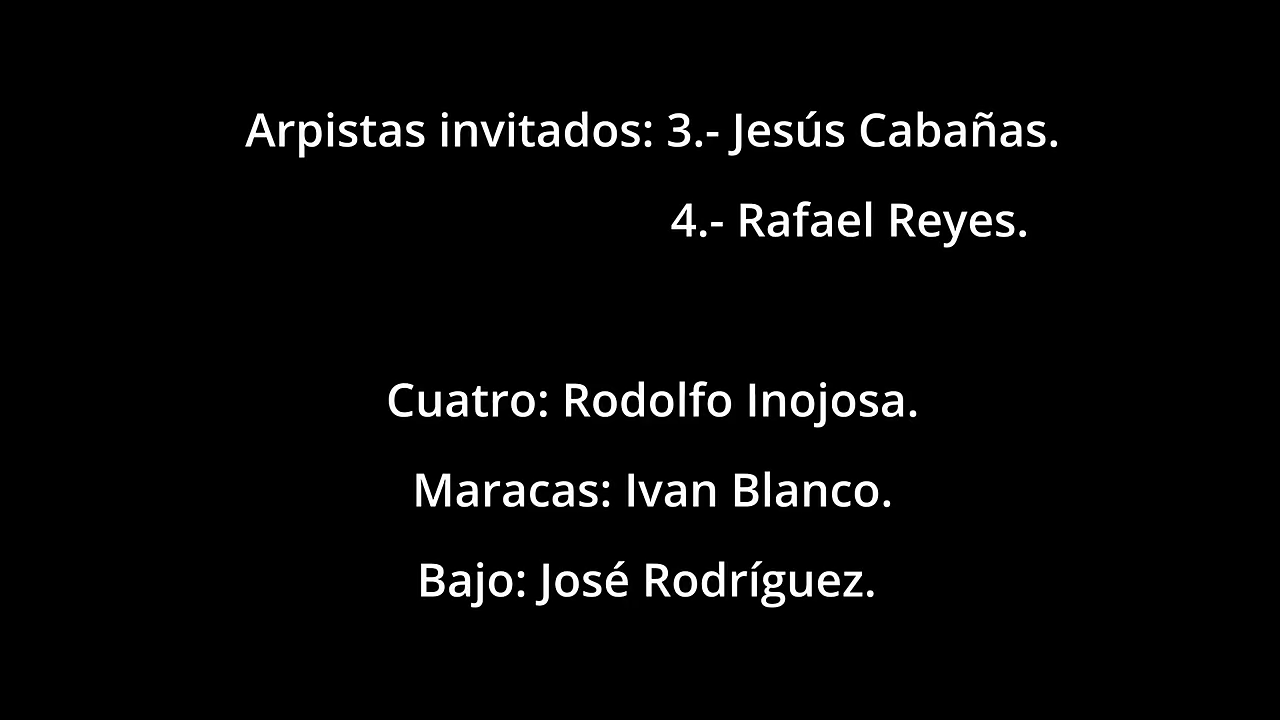 Arpistas invitados: 3.- Jesús Cabañas.
4.- Rafael Reyes.
Cuatro: Rodolfo Inojosa.
Maracas: Ivan Blanco.
Bajo: José Rodríguez.